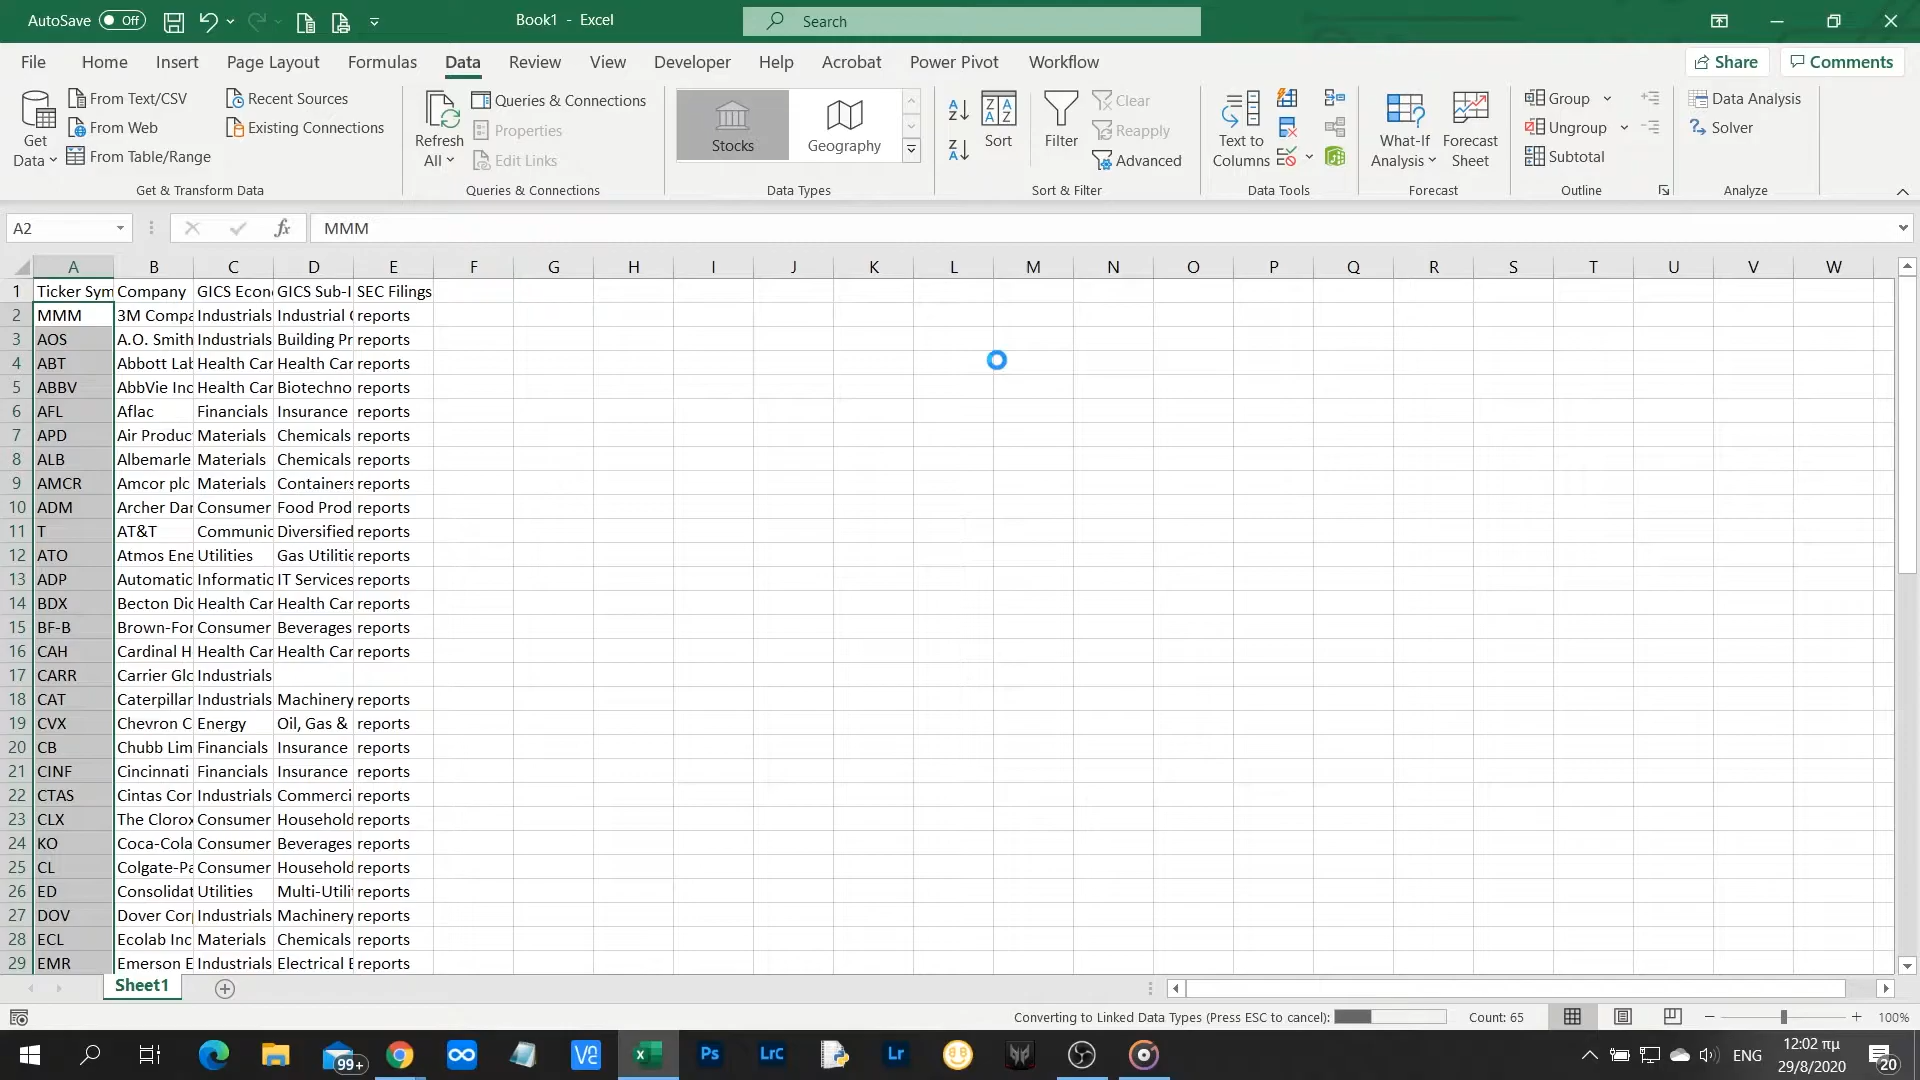 AutoSave Off Book1 - Excel Search
File Home Insert Page Layout Formulas Data Review View Developer Help Acrobat Power Pivot Workflow Share Comments
Get Data From Text/CSV From Web From Table/Range Recent Sources Existing Connections
Get & Transform Data
Refresh All Queries & Connections Properties Edit Links
Queries & Connections
Stocks Geography
Data Types
Sort Filter Clear Reapply Advanced
Sort & Filter
Text to Columns
Data Tools
What-If Analysis Forecast Sheet
Forecast
Group Ungroup Subtotal
Outline
Data Analysis Solver
Analyze
A2 fx MMM
A B C D E F G H I J K L M N O P Q R S T U V W
1 Ticker Sym Company GICS Econ GICS Sub-I SEC Filings
2 MMM 3M Compa Industrials Industrial C reports
3 AOS A.O. Smith Industrials Building Pr reports
4 ABT Abbott Lab Health Car Health Car reports
5 ABBV AbbVie Inc Health Car Biotechno reports
6 AFL Aflac Financials Insurance reports
7 APD Air Produc Materials Chemicals reports
8 ALB Albemarle Materials Chemicals reports
9 AMCR Amcor plc Materials Containers reports
10 ADM Archer Dan Consumer Food Prod reports
11 T AT&T Communic Diversified reports
12 ATO Atmos Ene Utilities Gas Utilitie reports
13 ADP Automatic Informatic IT Services reports
14 BDX Becton Dic Health Car Health Car reports
15 BF-B Brown-For Consumer Beverages reports
16 CAH Cardinal H Health Car Health Car reports
17 CARR Carrier Glo Industrials
18 CAT Caterpillar Industrials Machinery reports
19 CVX Chevron C Energy Oil, Gas & reports
20 CB Chubb Lim Financials Insurance reports
21 CINF Cincinnati Financials Insurance reports
22 CTAS Cintas Cor Industrials Commerci reports
23 CLX The Clorox Consumer Household reports
24 KO Coca-Cola Consumer Beverages reports
25 CL Colgate-Pa Consumer Household reports
26 ED Consolidat Utilities Multi-Utilit reports
27 DOV Dover Cor Industrials Machinery reports
28 ECL Ecolab Inc Materials Chemicals reports
29 EMR Emerson E Industrials Electrical E reports
Sheet1
Converting to Linked Data Types (Press ESC to cancel): Count: 65 100%
99+ Ps LrC Lr ENG 12:02 πμ
29/8/2020 20